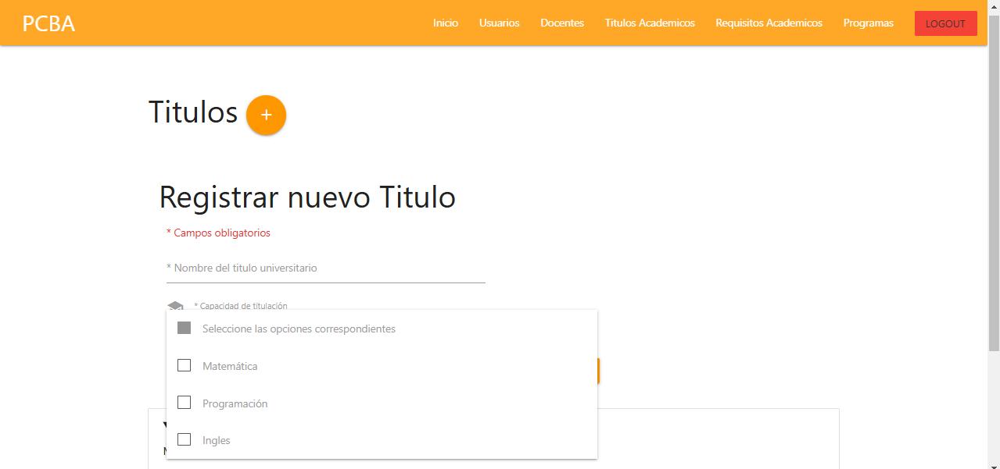 PCBA
Inicio Usuarios Docentes Titulos Academicos Requisitos Academicos Programas LOGOUT
Titulos +
Registrar nuevo Titulo
* Campos obligatorios
* Nombre del titulo universitario
* Capacidad de titulación
Seleccione las opciones correspondientes
Matemática
Programación
Ingles